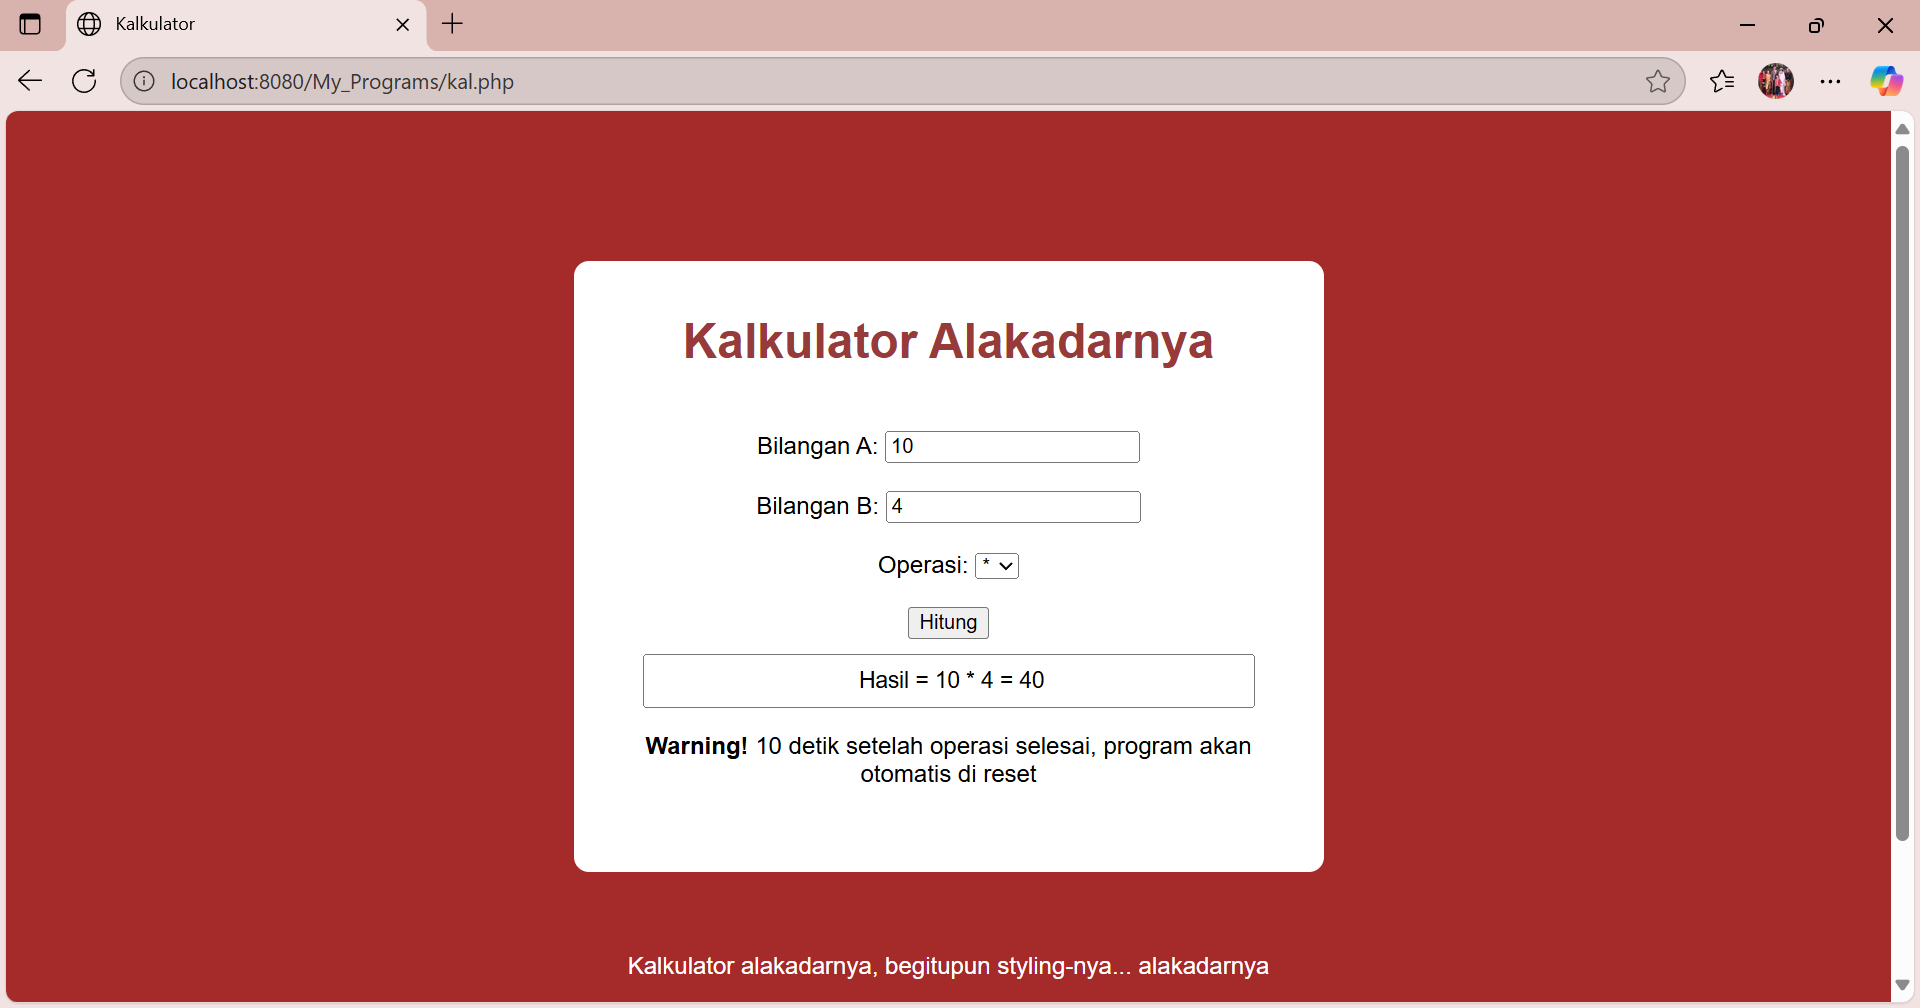 Kalkulator
localhost:8080/My_Programs/kal.php
Kalkulator Alakadarnya
Bilangan A: 10
Bilangan B: 4
Operasi: *
Hitung
Hasil = 10 * 4 = 40
Warning! 10 detik setelah operasi selesai, program akan
otomatis di reset
Kalkulator alakadarnya, begitupun styling-nya... alakadarnya